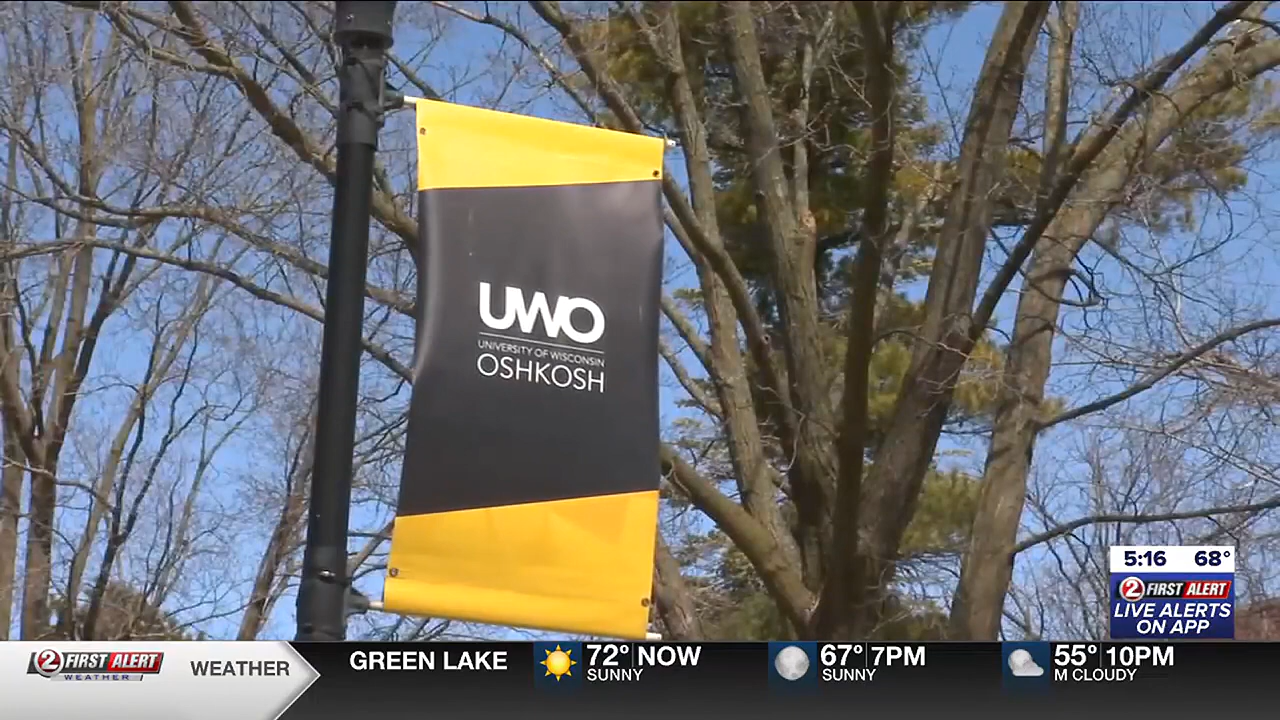 UWO
UNIVERSITY OF WISCONSIN
OSHKOSH
5:16 68°
2 FIRST ALERT
LIVE ALERTS
ON APP
2 FIRST ALERT
WEATHER
WEATHER
GREEN LAKE
72° NOW
SUNNY
67° 7PM
SUNNY
55° 10PM
M CLOUDY